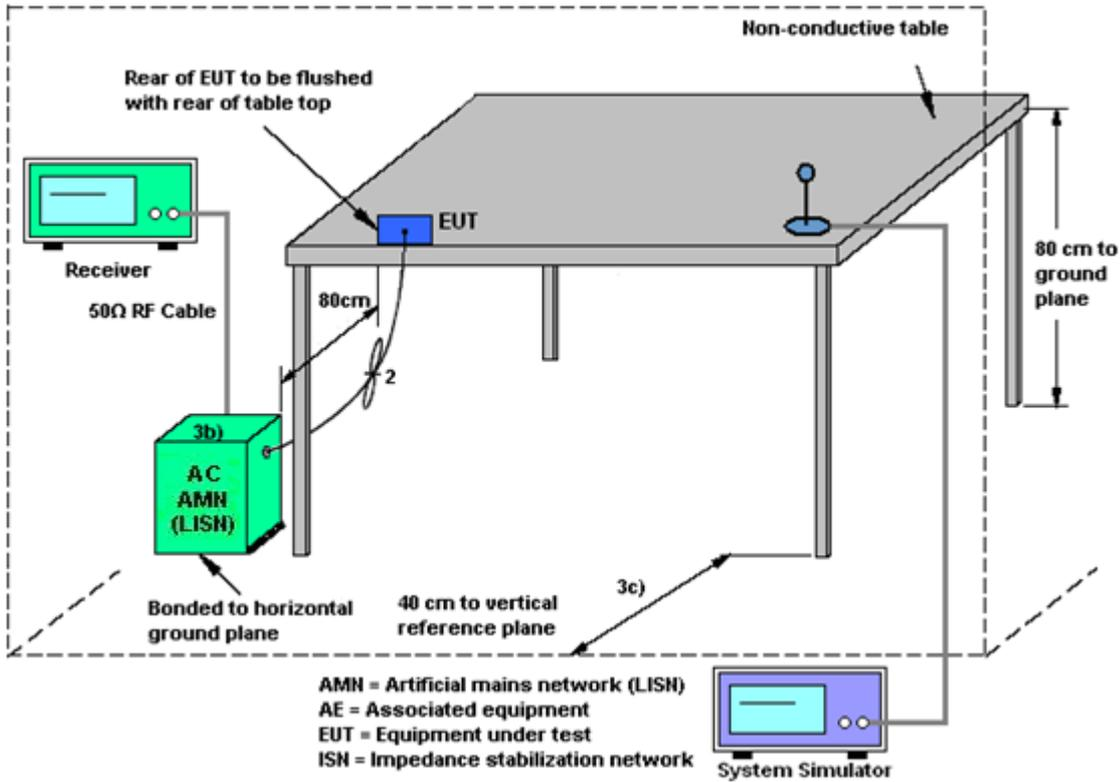 Non-conductive table
Rear of EUT to be flushed
with rear of table top
EUT
Receiver
80 cm to
ground
plane
80cm
50Ω RF Cable
2
3b)
AC
AMN
(LISN)
3c)
Bonded to horizontal
ground plane
40 cm to vertical
reference plane
AMN = Artificial mains network (LISN)
AE = Associated equipment
EUT = Equipment under test
ISN = Impedance stabilization network
System Simulator